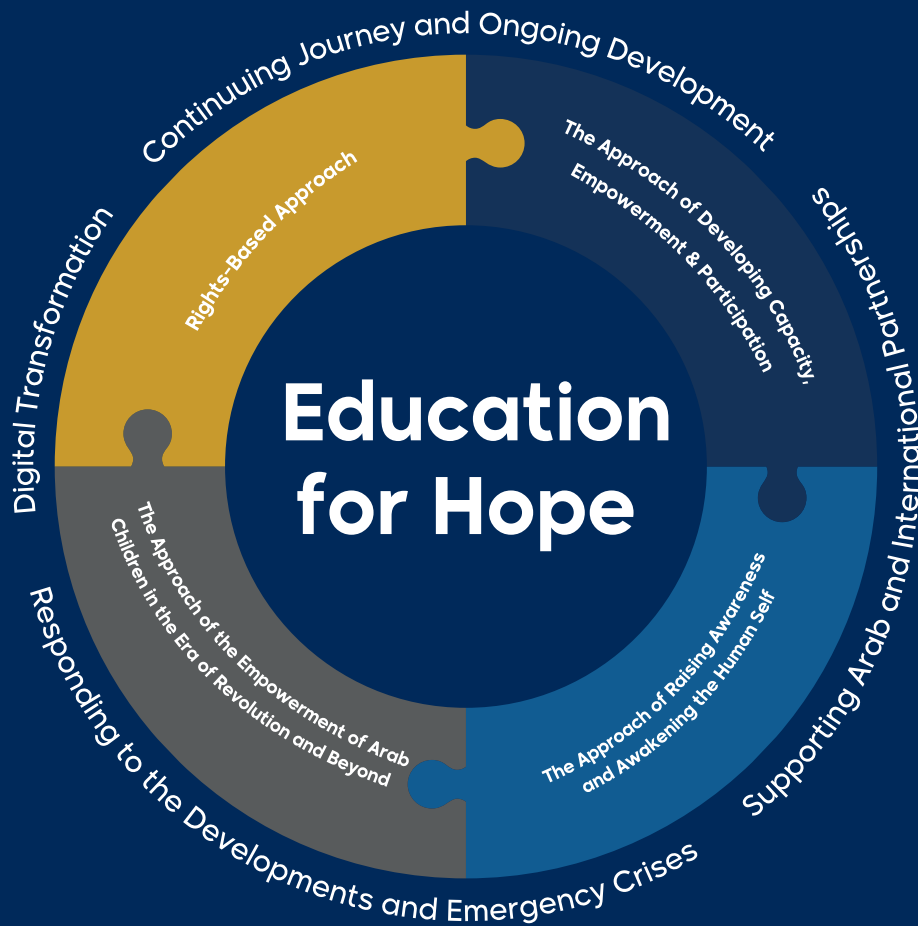 Continuuing Journey and Ongoing Development
Supporting Arab and International Partnerships
Responding to the Developments and Emergency Crises
Digital Transformation
Rights-Based Approach
The Approach of Developing Capacity,
Empowerment & Participation
The Approach of Raising Awareness
and Awakening the Human Self
The Approach of the Empowerment of Arab
Children in the Era of Revolution and Beyond
Education
for Hope